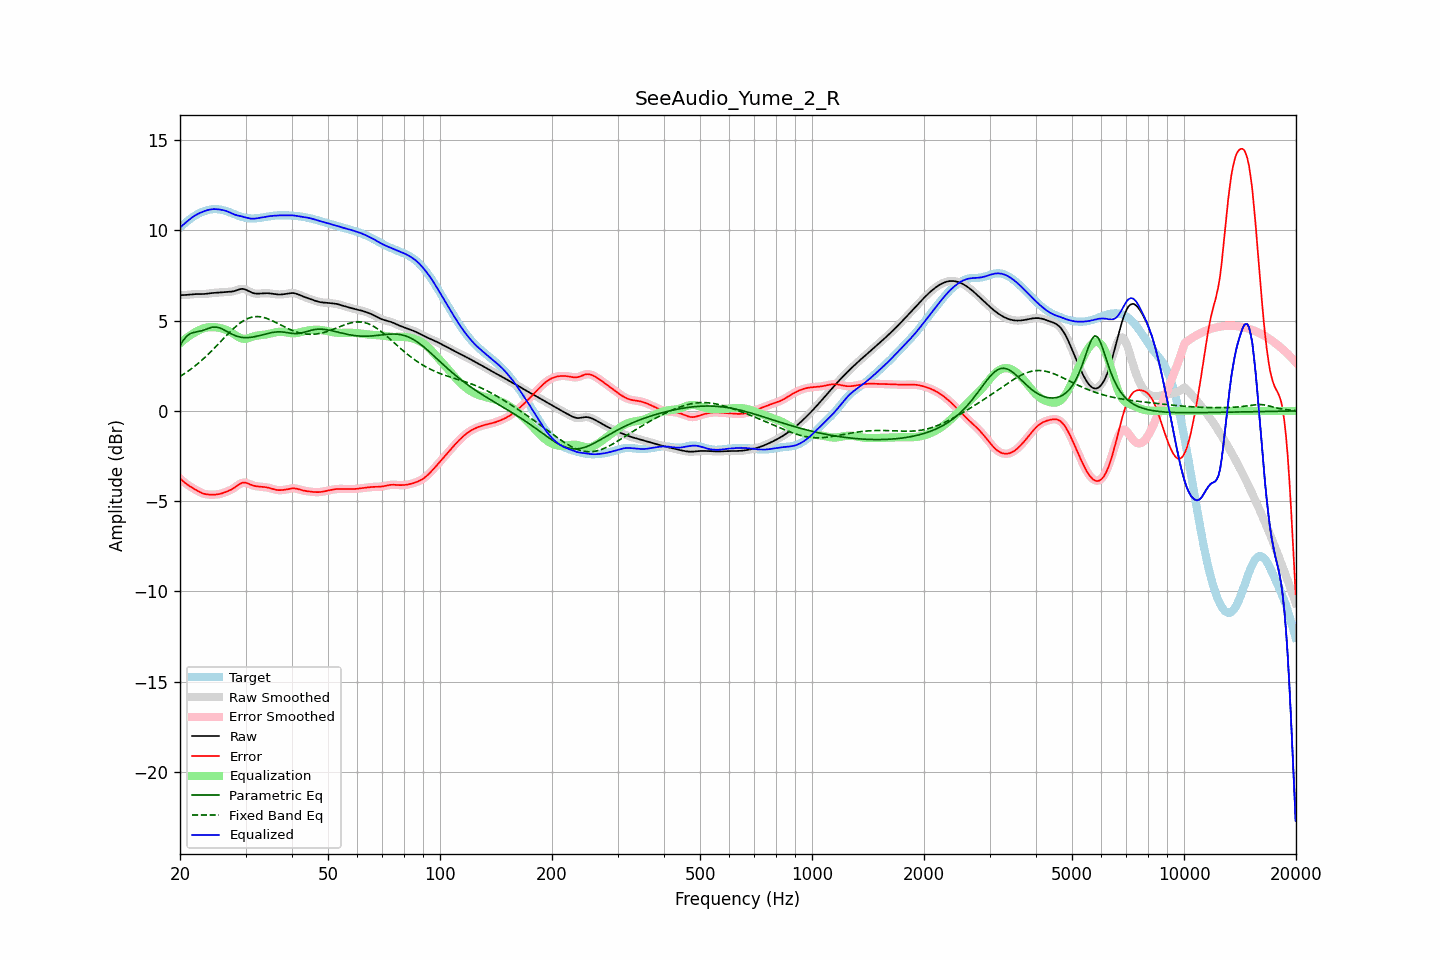 SeeAudio_Yume_2_R
15
10
5
0
−5
−10
−15
−20
Amplitude (dBr)
Target
Raw Smoothed
Error Smoothed
Raw
Error
Equalization
Parametric Eq
Fixed Band Eq
Equalized
20 50 100 200 500 1000 2000 5000 10000 20000
Frequency (Hz)